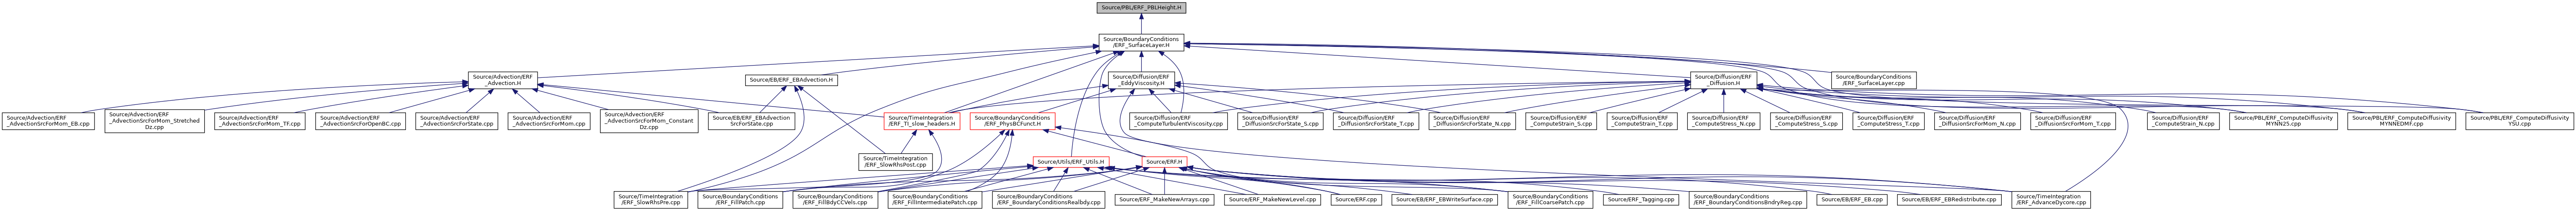 Source/PBL/ERF_PBLHeight.H
Source/BoundaryConditions
/ERF_SurfaceLayer.H
Source/Advection/ERF
_Advection.H
Source/EB/ERF_EBAdvection.H
Source/Diffusion/ERF
_EddyViscosity.H
Source/Diffusion/ERF
_Diffusion.H
Source/BoundaryConditions
/ERF_SurfaceLayer.cpp
Source/Advection/ERF
_AdvectionSrcForMom_EB.cpp
Source/Advection/ERF
_AdvectionSrcForMom_Stretched
Dz.cpp
Source/Advection/ERF
_AdvectionSrcForMom_TF.cpp
Source/Advection/ERF
_AdvectionSrcForOpenBC.cpp
Source/Advection/ERF
_AdvectionSrcForState.cpp
Source/Advection/ERF
_AdvectionSrcForMom.cpp
Source/Advection/ERF
_AdvectionSrcForMom_Constant
Dz.cpp
Source/EB/ERF_EBAdvection
SrcForState.cpp
Source/TimeIntegration
/ERF_TI_slow_headers.H
Source/BoundaryConditions
/ERF_PhysBCFunct.H
Source/Diffusion/ERF
_ComputeTurbulentViscosity.cpp
Source/Diffusion/ERF
_DiffusionSrcForState_S.cpp
Source/Diffusion/ERF
_DiffusionSrcForState_T.cpp
Source/Diffusion/ERF
_DiffusionSrcForState_N.cpp
Source/Diffusion/ERF
_ComputeStrain_S.cpp
Source/Diffusion/ERF
_ComputeStrain_T.cpp
Source/Diffusion/ERF
_ComputeStress_N.cpp
Source/Diffusion/ERF
_ComputeStress_S.cpp
Source/Diffusion/ERF
_ComputeStress_T.cpp
Source/Diffusion/ERF
_DiffusionSrcForMom_N.cpp
Source/Diffusion/ERF
_DiffusionSrcForMom_T.cpp
Source/Diffusion/ERF
_ComputeStrain_N.cpp
Source/PBL/ERF_ComputeDiffusivity
MYNN25.cpp
Source/PBL/ERF_ComputeDiffusivity
MYNNEDMF.cpp
Source/PBL/ERF_ComputeDiffusivity
YSU.cpp
Source/TimeIntegration
/ERF_SlowRhsPost.cpp
Source/Utils/ERF_Utils.H
Source/ERF.H
Source/TimeIntegration
/ERF_SlowRhsPre.cpp
Source/BoundaryConditions
/ERF_FillPatch.cpp
Source/BoundaryConditions
/ERF_FillBdyCCVels.cpp
Source/BoundaryConditions
/ERF_FillIntermediatePatch.cpp
Source/BoundaryConditions
/ERF_BoundaryConditionsRealbdy.cpp
Source/ERF_MakeNewArrays.cpp
Source/ERF_MakeNewLevel.cpp
Source/ERF.cpp
Source/EB/ERF_EBWriteSurface.cpp
Source/BoundaryConditions
/ERF_FillCoarsePatch.cpp
Source/ERF_Tagging.cpp
Source/BoundaryConditions
/ERF_BoundaryConditionsBndryReg.cpp
Source/EB/ERF_EB.cpp
Source/EB/ERF_EBRedistribute.cpp
Source/TimeIntegration
/ERF_AdvanceDycore.cpp